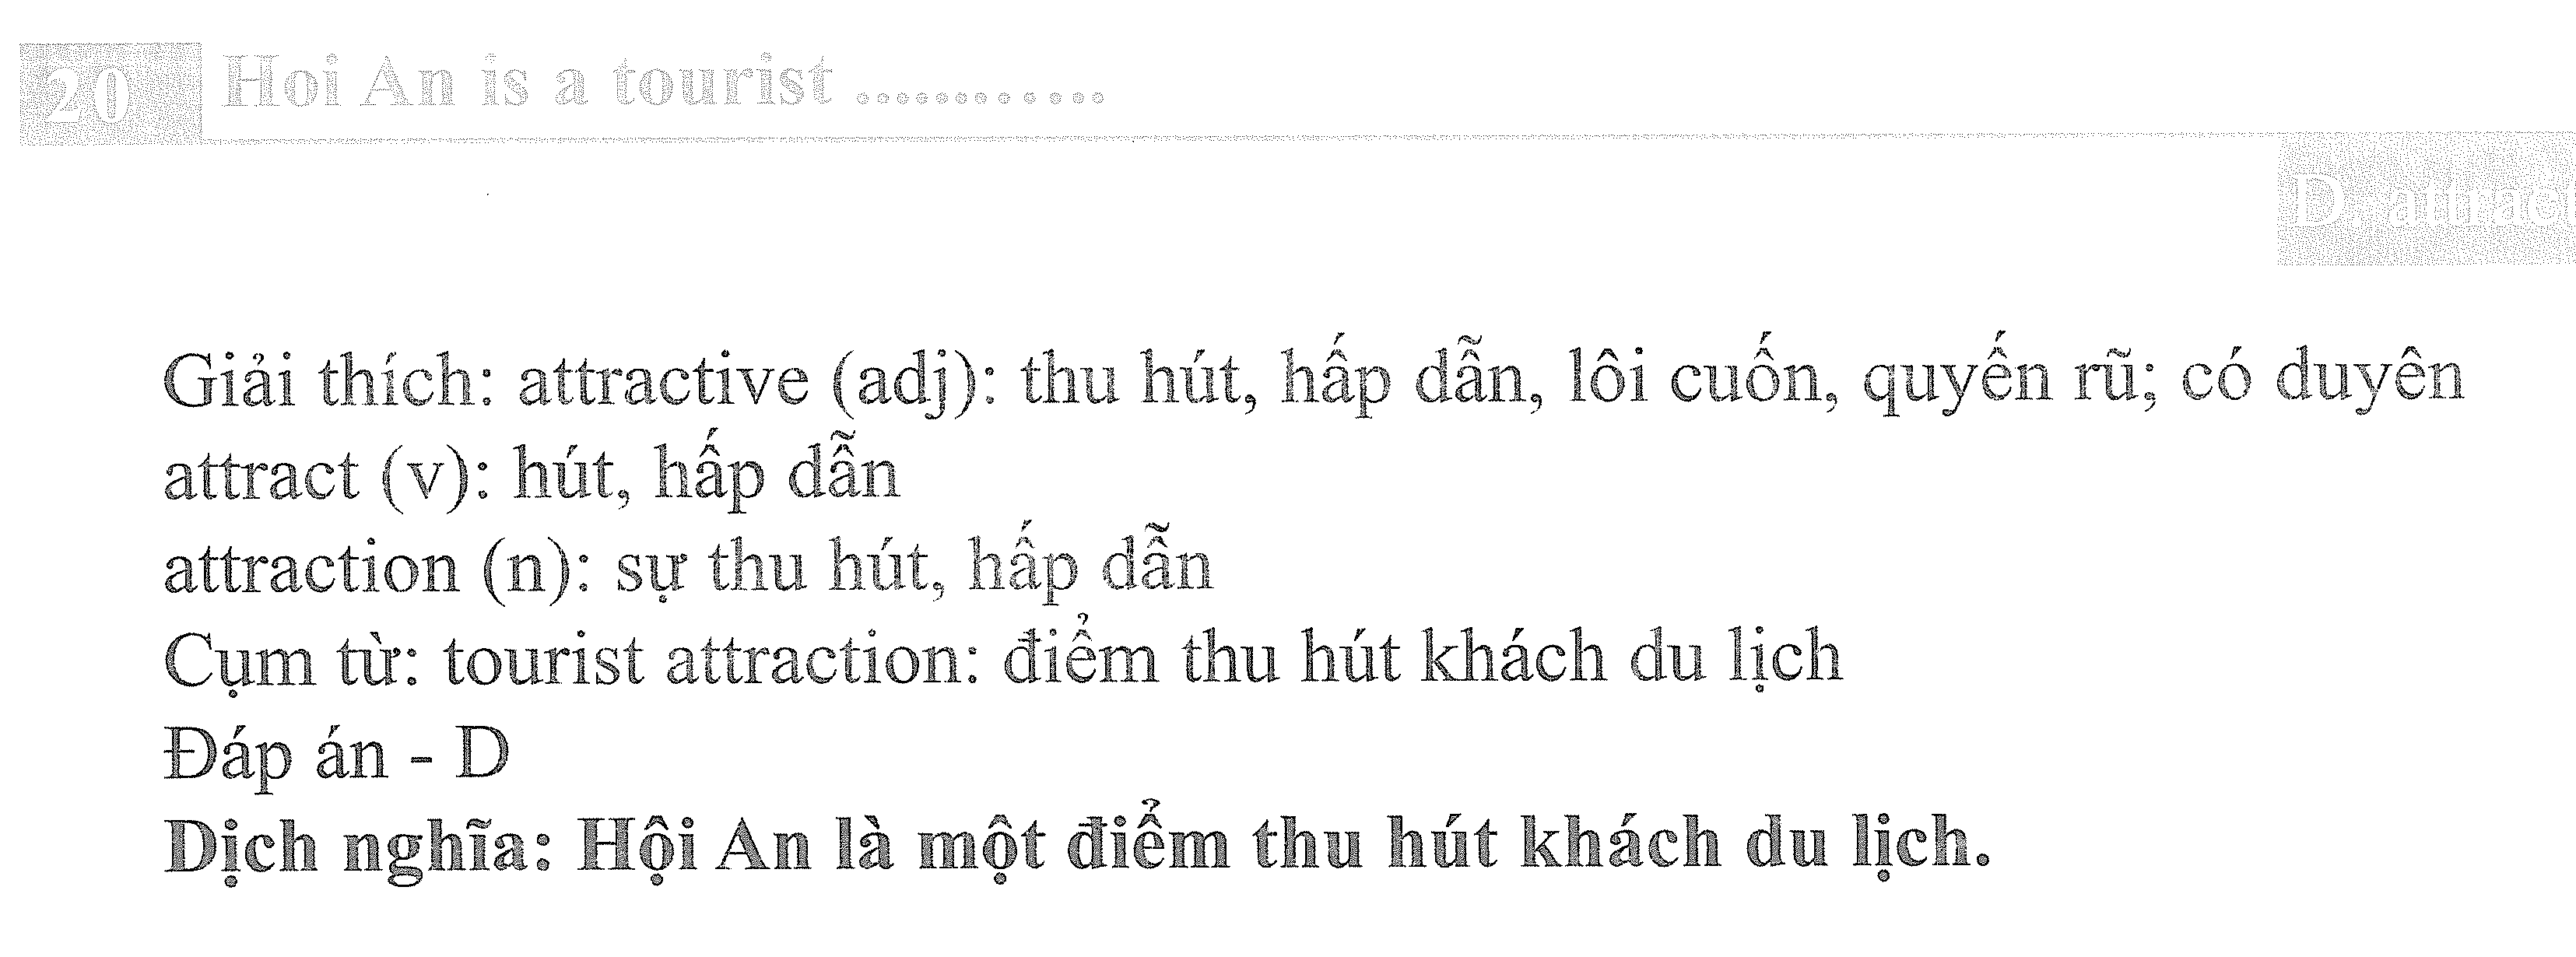 20 Hoi An is a tourist ............
D. attract
Giải thích: attractive (adj): thu hút, hấp dẫn, lôi cuốn, quyến rũ; có duyên
attract (v): hút, hấp dẫn
attraction (n): sự thu hút, hấp dẫn
Cụm từ: tourist attraction: điểm thu hút khách du lịch
Đáp án - D
Dịch nghĩa: Hội An là một điểm thu hút khách du lịch.